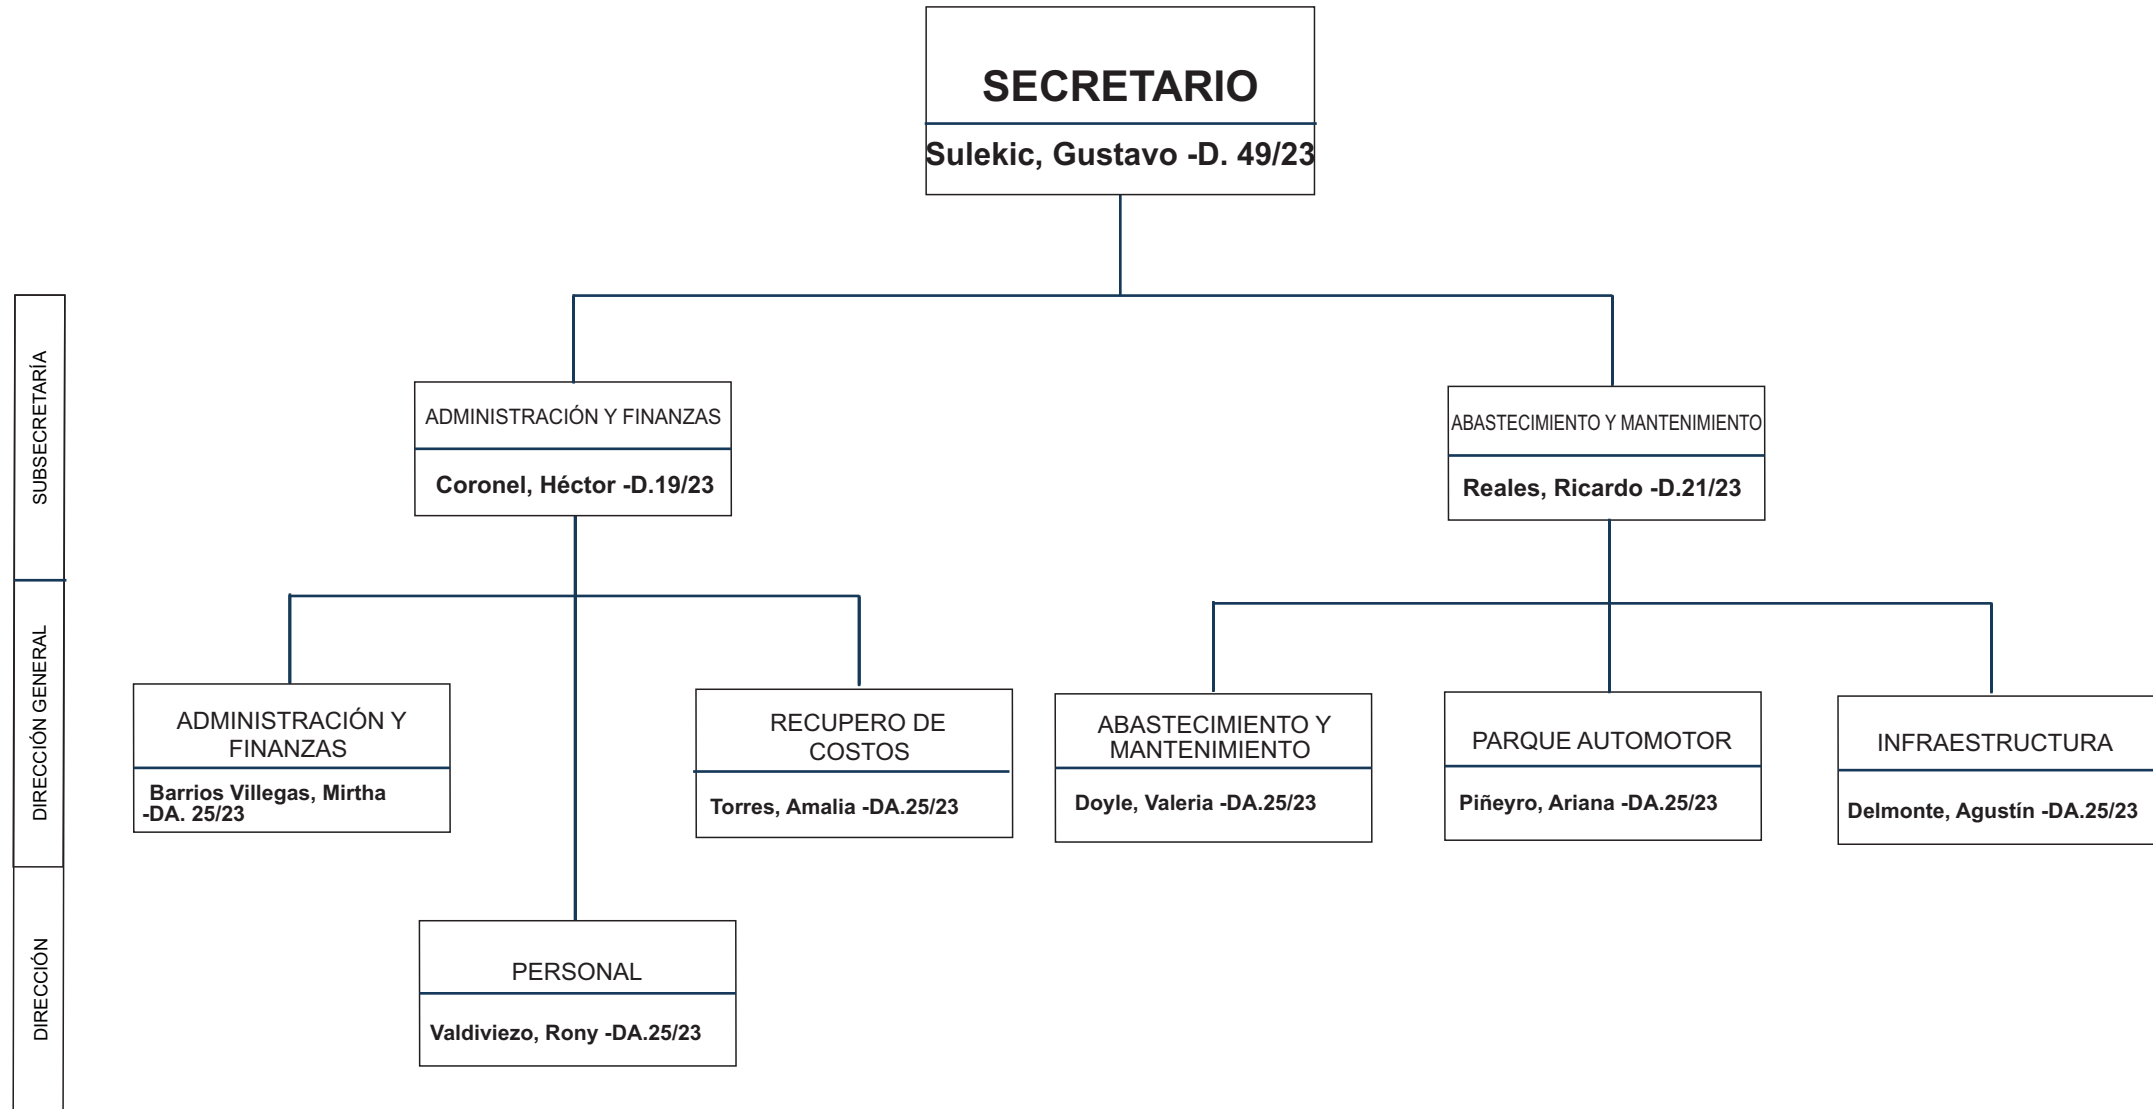 SECRETARIO
Sulekic, Gustavo -D. 49/23
SUBSECRETARÍA
ADMINISTRACIÓN Y FINANZAS
Coronel, Héctor -D.19/23
ABASTECIMIENTO Y MANTENIMIENTO
Reales, Ricardo -D.21/23
DIRECCIÓN GENERAL
ADMINISTRACIÓN Y
FINANZAS
Barrios Villegas, Mirtha
-DA. 25/23
RECUPERO DE
COSTOS
Torres, Amalia -DA.25/23
ABASTECIMIENTO Y
MANTENIMIENTO
Doyle, Valeria -DA.25/23
PARQUE AUTOMOTOR
Piñeyro, Ariana -DA.25/23
INFRAESTRUCTURA
Delmonte, Agustín -DA.25/23
DIRECCIÓN
PERSONAL
Valdiviezo, Rony -DA.25/23